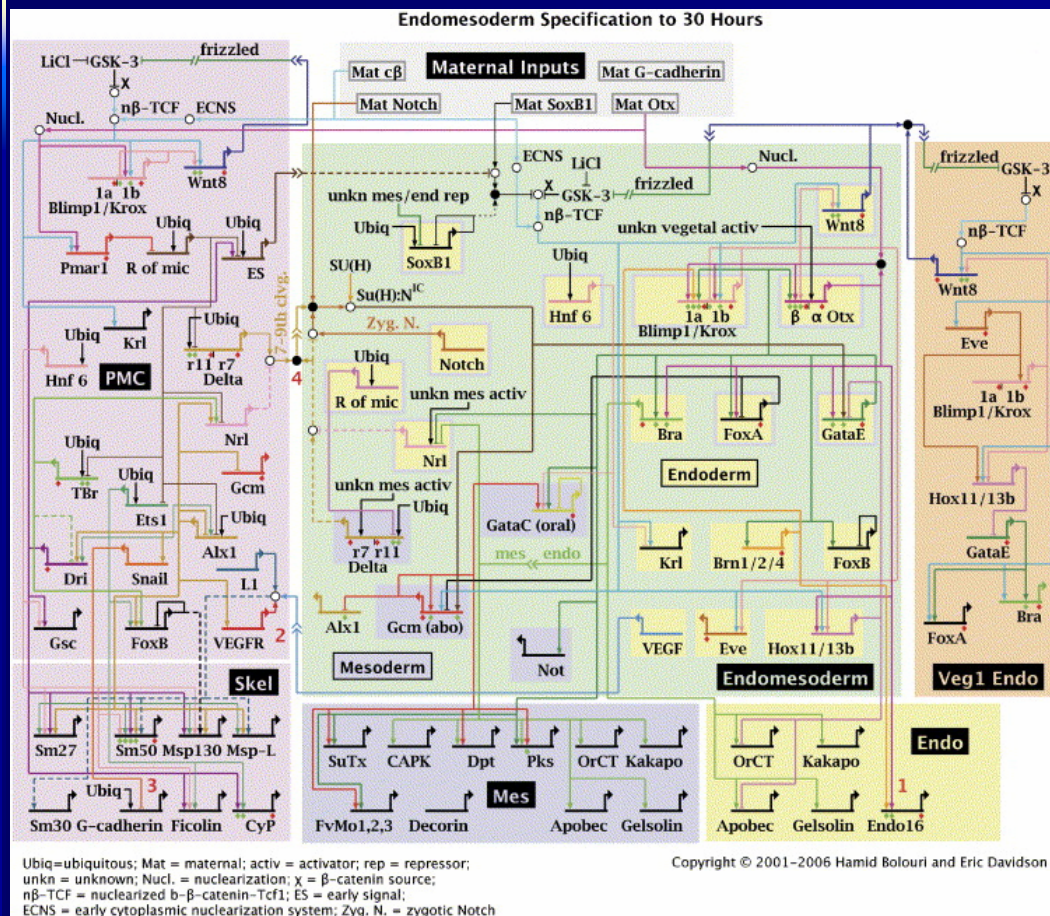 Endomesoderm Specification to 30 Hours
LiCl GSK-3 frizzled
χ
nβ-TCF ECNS
Nucl.
1a 1b
Blimp1/Krox
Wnt8
Ubiq Ubiq
Pmar1 R of mic ES
Krl
Ubiq
Hnf 6
PMC
Ubiq
r11 r7
Delta
Nrl
Ubiq
TBr
Ubiq
Ets1
Gcm
Ubiq
Alx1
Dri Snail L1
Gsc FoxB VEGFR 2
7-9th clvg.
4
Maternal Inputs
Mat cβ Mat G-cadherin
Mat Notch Mat SoxB1 Mat Otx
ECNS LiCl
χ GSK-3 frizzled
nβ-TCF
Nucl.
unkn mes/end rep
Ubiq
SoxB1
unkn vegetal activ
Wnt8
SU(H)
Su(H):N^IC
Zyg. N.
Notch
Ubiq
Hnf 6
1a 1b
Blimp1/Krox
β α Otx
Ubiq
R of mic
unkn mes activ
Nrl
Bra FoxA GataE
Endoderm
unkn mes activ
Ubiq
r7 r11
Delta
GataC (oral)
mes endo
Krl Brn1/2/4 FoxB
Alx1 Gcm (abo)
Not
VEGF Eve Hox11/13b
Mesoderm
Endomesoderm
frizzled
GSK-3
χ
nβ-TCF
Wnt8
Eve
1a 1b
Blimp1/Krox
Hox11/13b
GataE
Bra
FoxA
Veg1 Endo
Skel
Sm27 Sm50 Msp130 Msp-L
3
Ubiq
Sm30 G-cadherin Ficolin CyP
SuTx CAPK Dpt Pks OrCT Kakapo
Mes
FvMo1,2,3 Decorin Apobec Gelsolin
OrCT Kakapo
Endo
1
Apobec Gelsolin Endo16
Ubiq=ubiquitous; Mat = maternal; activ = activator; rep = repressor;
unkn = unknown; Nucl. = nuclearization; χ = β-catenin source;
nβ-TCF = nuclearized b-β-catenin-Tcf1; ES = early signal;
ECNS = early cytoplasmic nuclearization system; Zyg. N. = zygotic Notch
Copyright © 2001-2006 Hamid Bolouri and Eric Davidson